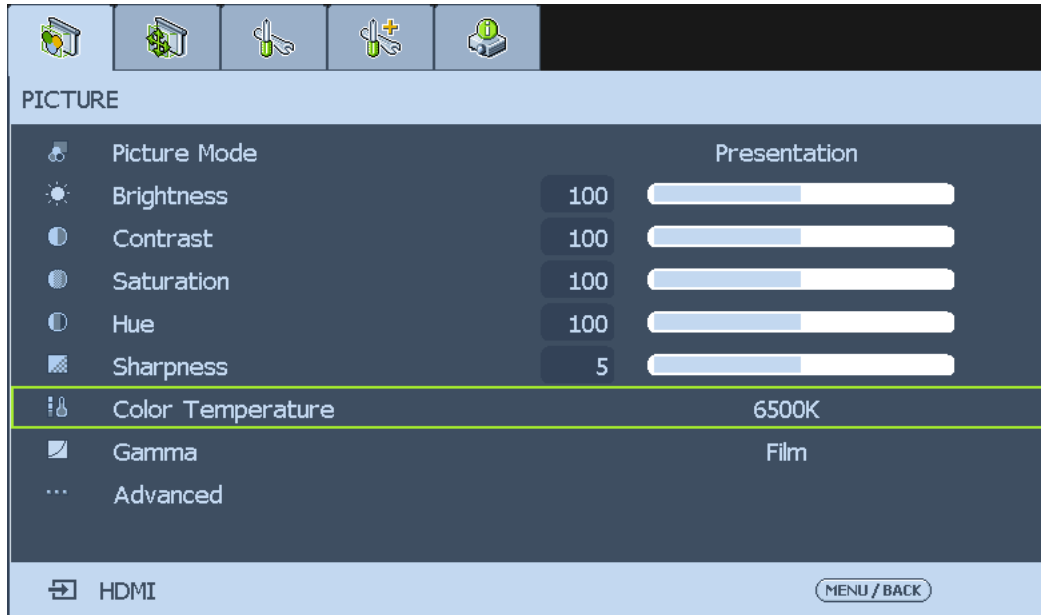 PICTURE
Picture Mode Presentation
Brightness 100
Contrast 100
Saturation 100
Hue 100
Sharpness 5
Color Temperature 6500K
Gamma Film
Advanced
HDMI MENU / BACK